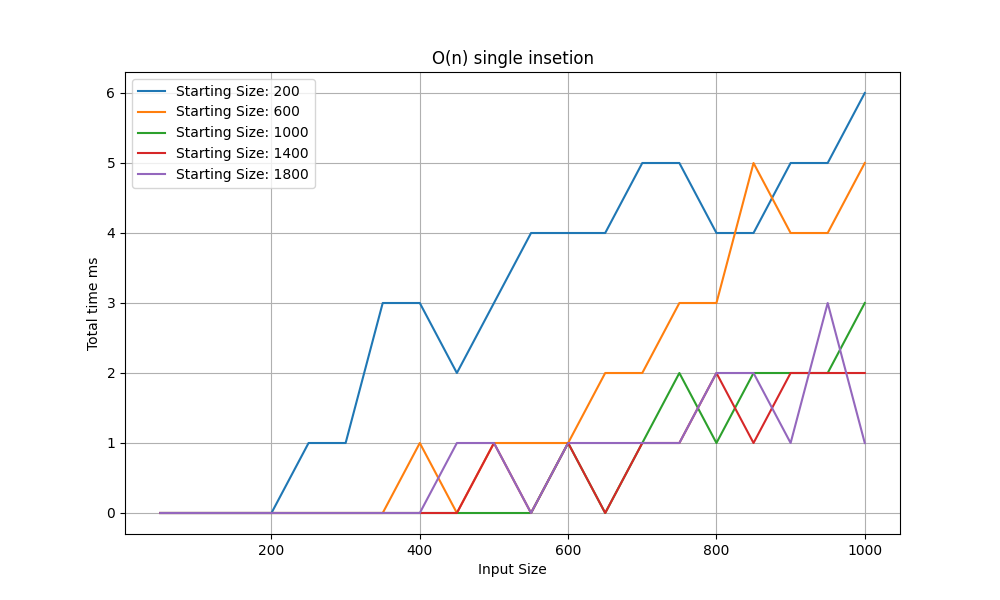 O(n) single insetion
Starting Size: 200
Starting Size: 600
Starting Size: 1000
Starting Size: 1400
Starting Size: 1800
6
5
4
3
2
1
0
Total time ms
200 400 600 800 1000
Input Size